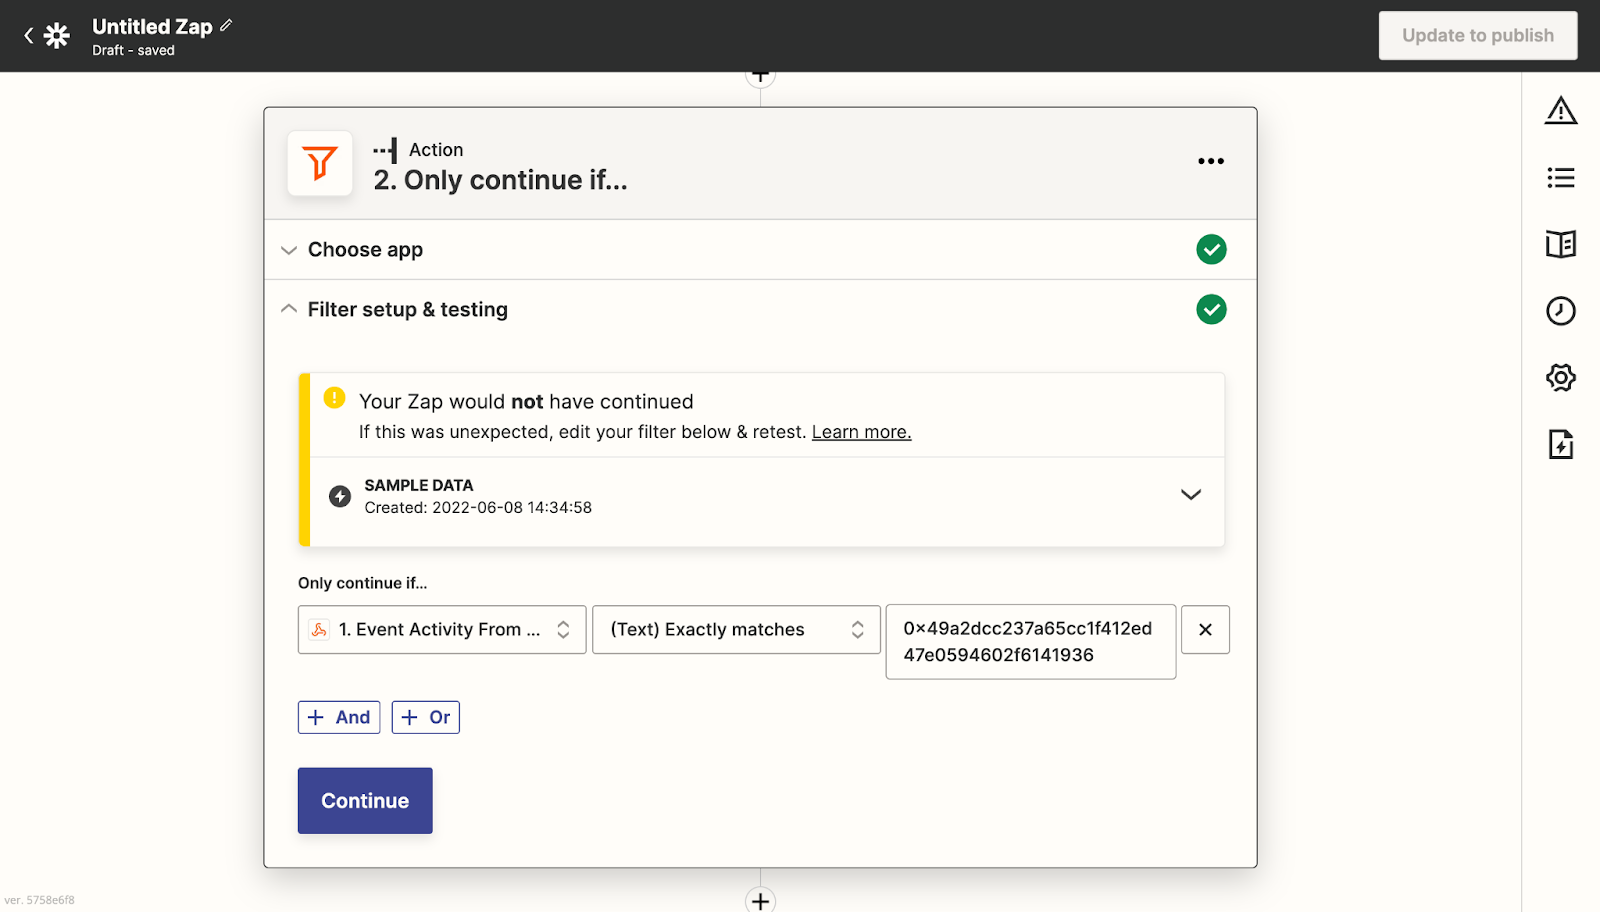 Untitled Zap
Draft - saved
Update to publish
Action
2. Only continue if...
Choose app
Filter setup & testing
Your Zap would not have continued
If this was unexpected, edit your filter below & retest. Learn more.
SAMPLE DATA
Created: 2022-06-08 14:34:58
Only continue if...
1. Event Activity From ...
(Text) Exactly matches
0x49a2dcc237a65cc1f412ed
47e0594602f6141936
+ And
+ Or
Continue
ver. 5758e6f8